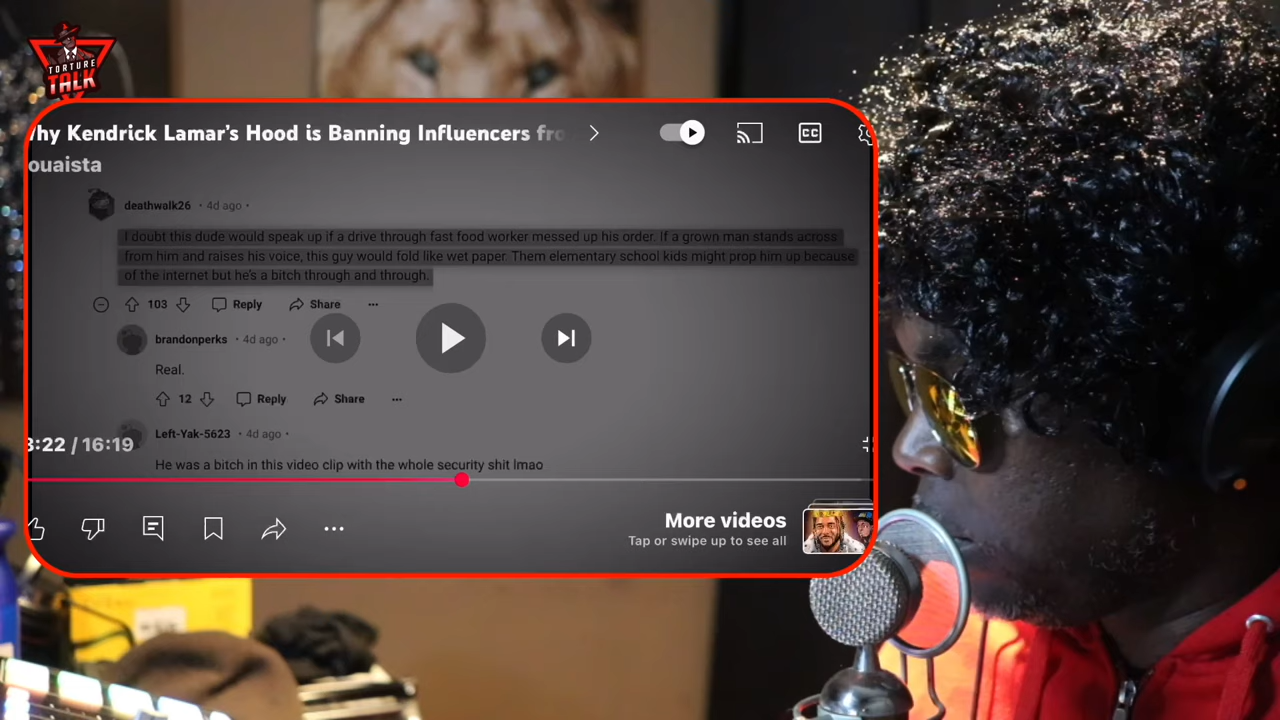 TORTURE
TALK
hy Kendrick Lamar's Hood is Banning Influencers fro
ouaista
CC
deathwalk26 • 4d ago •
I doubt this dude would speak up if a drive through fast food worker messed up his order. If a grown man stands across
from him and raises his voice, this guy would fold like wet paper. Them elementary school kids might prop him up because
of the internet but he's a bitch through and through.
103 Reply Share ...
brandonperks • 4d ago •
Real.
12 Reply Share ...
3:22 / 16:19
Left-Yak-5623 • 4d ago •
He was a bitch in this video clip with the whole security shit lmao
More videos
Tap or swipe up to see all